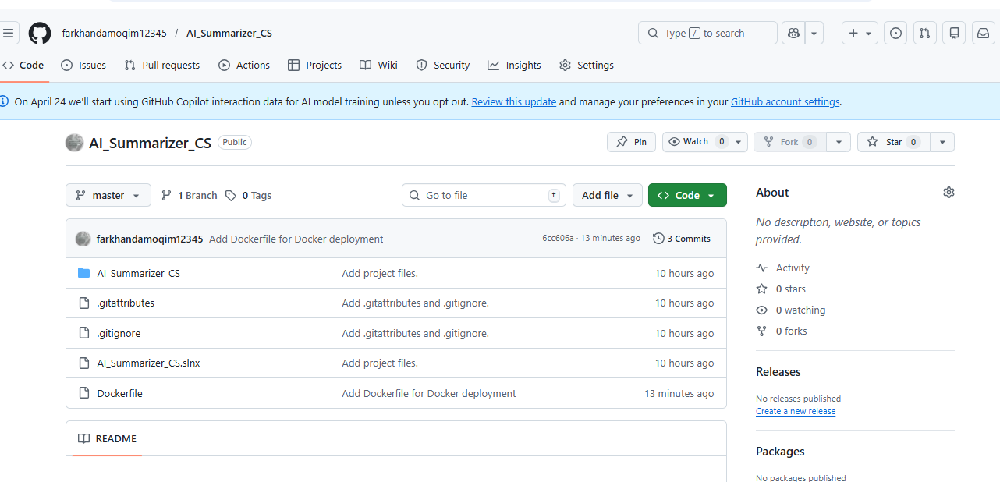 farkhandamoqim12345 / AI_Summarizer_CS
Type / to search
Code Issues Pull requests Actions Projects Wiki Security Insights Settings
On April 24 we'll start using GitHub Copilot interaction data for AI model training unless you opt out. Review this update and manage your preferences in your GitHub account settings.
AI_Summarizer_CS Public
Pin Watch 0 Fork 0 Star 0
master 1 Branch 0 Tags
Go to file t Add file Code
farkhandamoqim12345 Add Dockerfile for Docker deployment 6cc606a · 13 minutes ago 3 Commits
AI_Summarizer_CS Add project files. 10 hours ago
.gitattributes Add .gitattributes and .gitignore. 10 hours ago
.gitignore Add .gitattributes and .gitignore. 10 hours ago
AI_Summarizer_CS.slnx Add project files. 10 hours ago
Dockerfile Add Dockerfile for Docker deployment 13 minutes ago
README
About
No description, website, or topics
provided.
Activity
0 stars
0 watching
0 forks
Releases
No releases published
Create a new release
Packages
No packages published